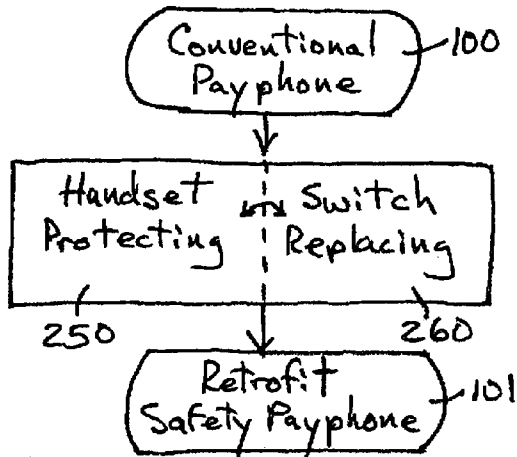 Conventional
Payphone
100
Handset
Protecting
Switch
Replacing
250
260
Retrofit
Safety Payphone
101